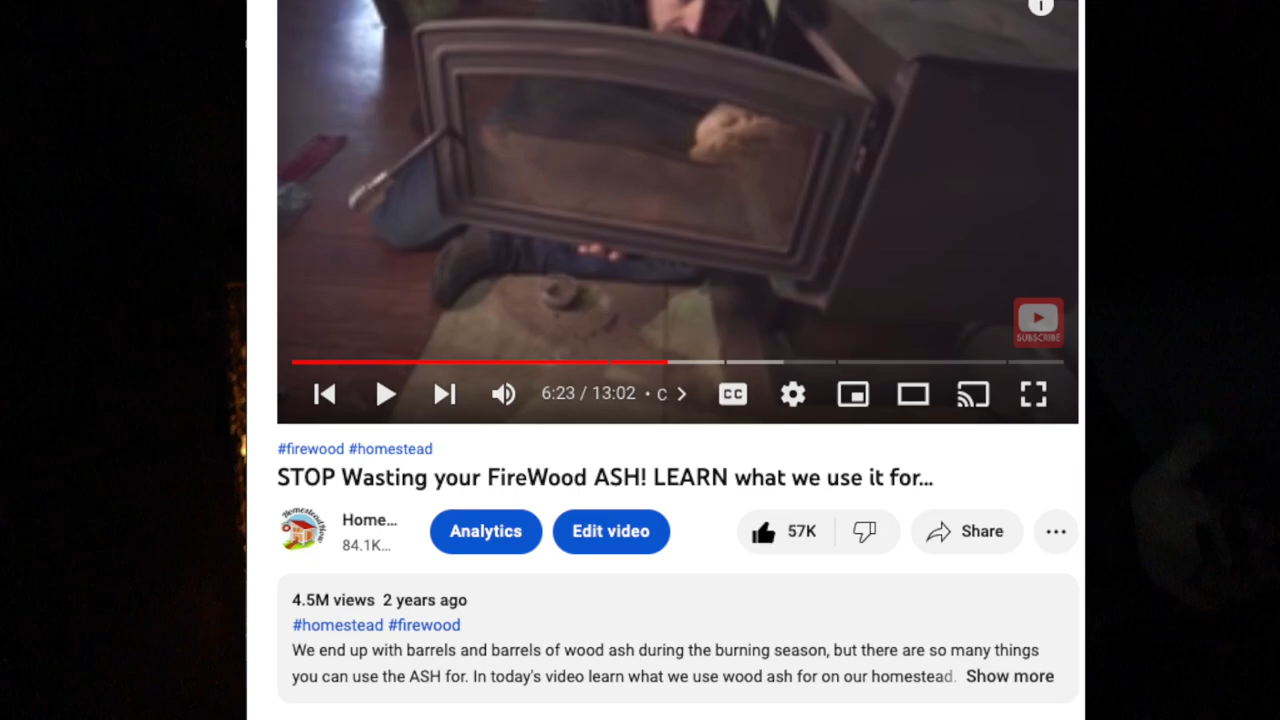 SUBSCRIBE
6:23 / 13:02 • C
CC
#firewood #homestead
STOP Wasting your FireWood ASH! LEARN what we use it for...
Home...
84.1K...
Analytics
Edit video
57K
Share
4.5M views 2 years ago
#homestead #firewood
We end up with barrels and barrels of wood ash during the burning season, but there are so many things
you can use the ASH for. In today's video learn what we use wood ash for on our homestead. Show more